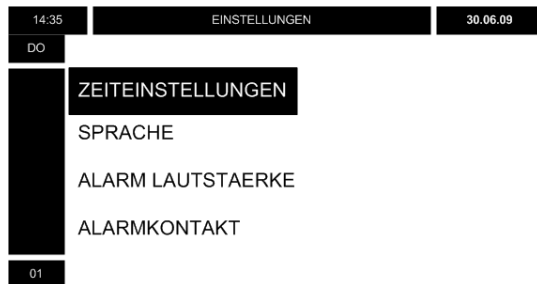 14:35 EINSTELLUNGEN 30.06.09
DO
ZEITEINSTELLUNGEN
SPRACHE
ALARM LAUTSTAERKE
ALARMKONTAKT
01